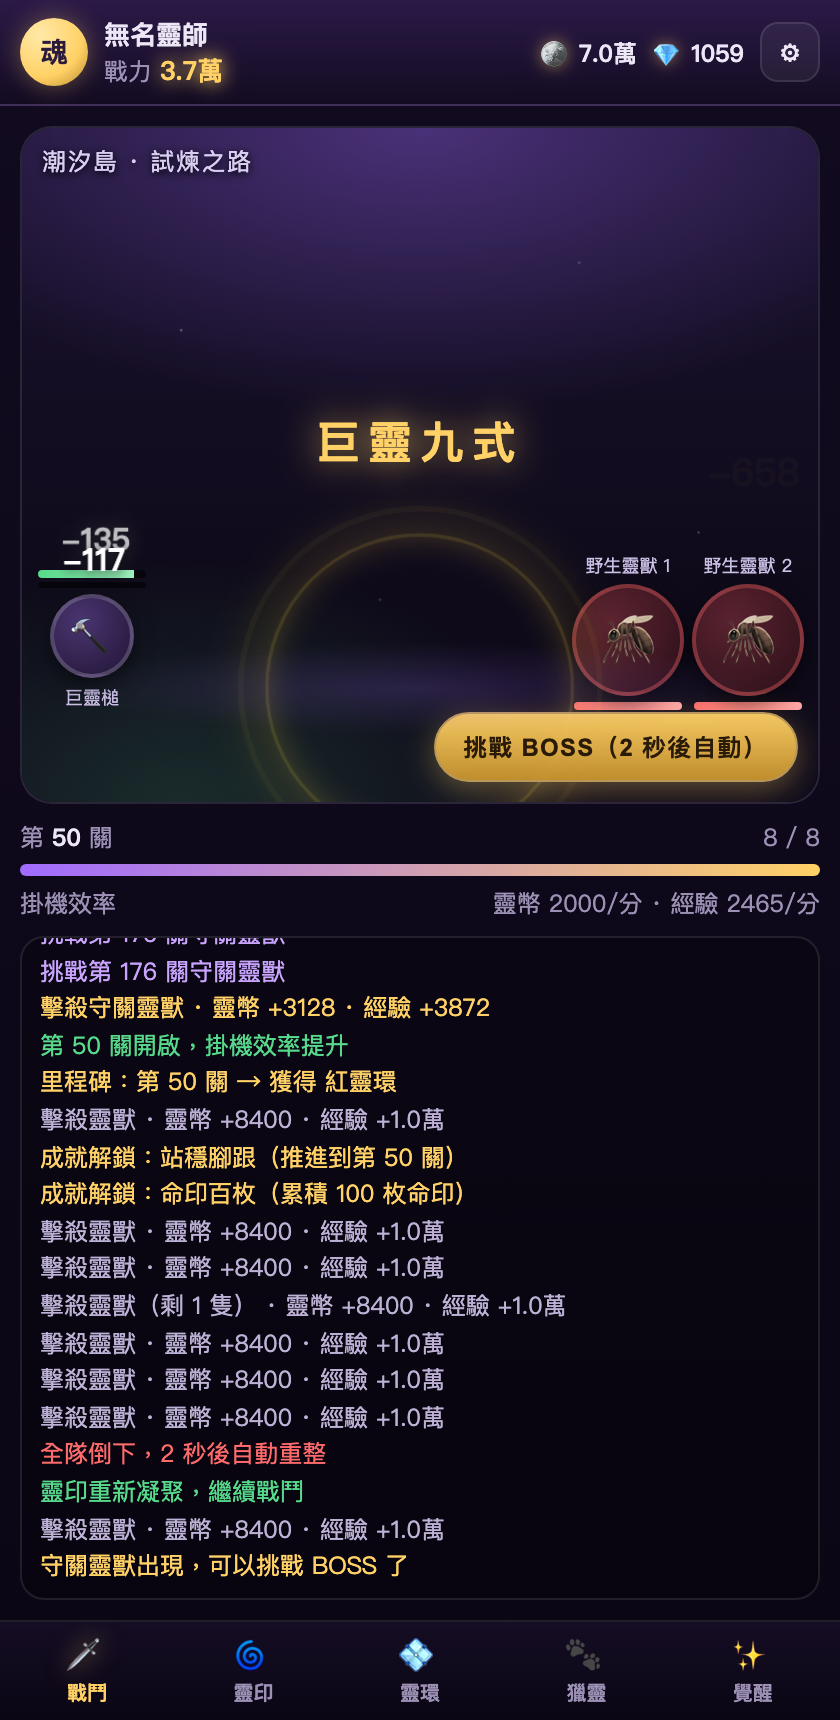 魂
無名靈師
戰力 3.7萬
7.0萬
1059
潮汐島 · 試煉之路
巨靈九式
-658
-135
-117
野生靈獸 1
野生靈獸 2
巨靈槌
挑戰 BOSS（2 秒後自動）
第 50 關
8 / 8
掛機效率
靈幣 2000/分 · 經驗 2465/分
挑戰第 176 關守關靈獸
挑戰第 176 關守關靈獸
擊殺守關靈獸 · 靈幣 +3128 · 經驗 +3872
第 50 關開啟，掛機效率提升
里程碑：第 50 關 → 獲得 紅靈環
擊殺靈獸 · 靈幣 +8400 · 經驗 +1.0萬
成就解鎖：站穩腳跟（推進到第 50 關）
成就解鎖：命印百枚（累積 100 枚命印）
擊殺靈獸 · 靈幣 +8400 · 經驗 +1.0萬
擊殺靈獸 · 靈幣 +8400 · 經驗 +1.0萬
擊殺靈獸（剩 1 隻） · 靈幣 +8400 · 經驗 +1.0萬
擊殺靈獸 · 靈幣 +8400 · 經驗 +1.0萬
擊殺靈獸 · 靈幣 +8400 · 經驗 +1.0萬
擊殺靈獸 · 靈幣 +8400 · 經驗 +1.0萬
全隊倒下，2 秒後自動重整
靈印重新凝聚，繼續戰鬥
擊殺靈獸 · 靈幣 +8400 · 經驗 +1.0萬
守關靈獸出現，可以挑戰 BOSS 了
戰鬥
靈印
靈環
獵靈
覺醒